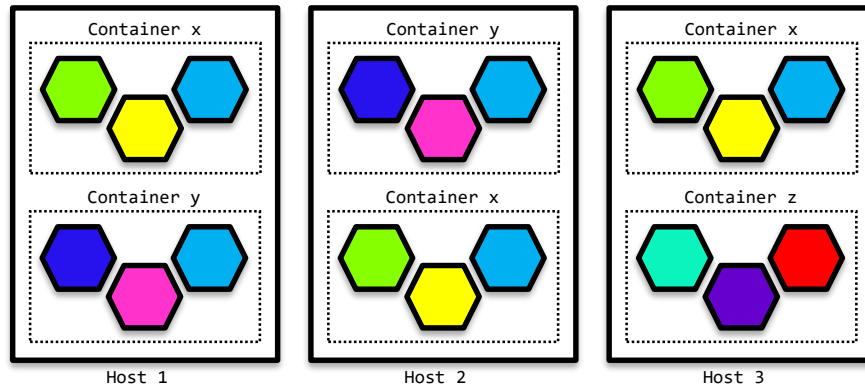 Container x
Container y
Host 1
Container y
Container x
Host 2
Container x
Container z
Host 3